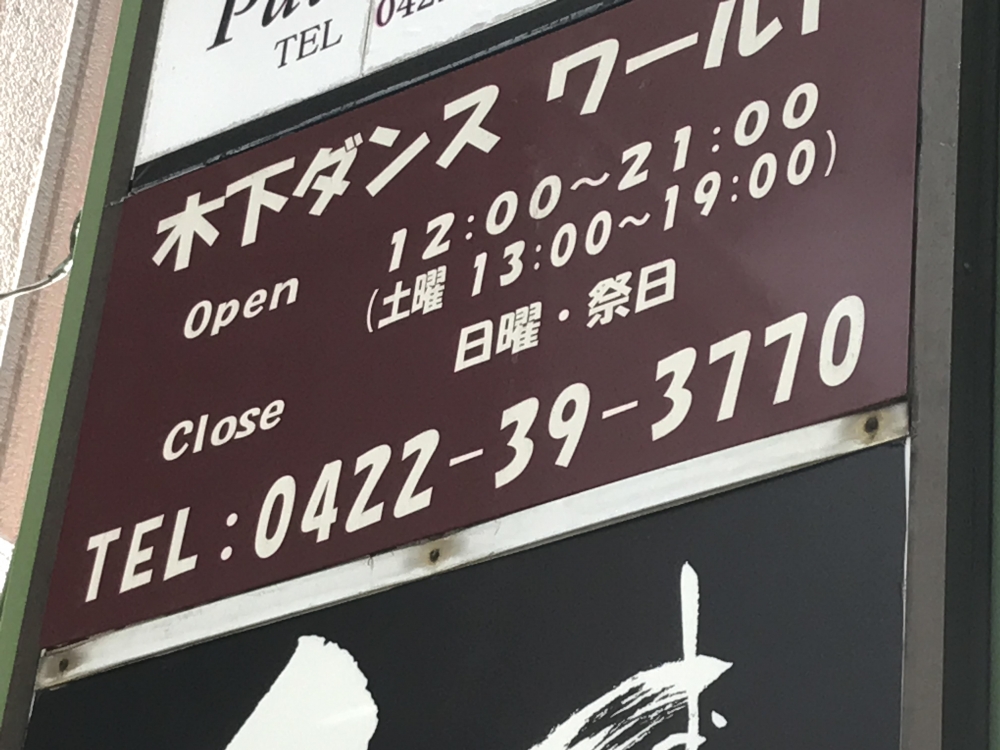 TEL
木下ダンス ワールド
Open 12:00～21:00
(土曜 13:00～19:00)
Close 日曜・祭日
TEL:0422-39-3770